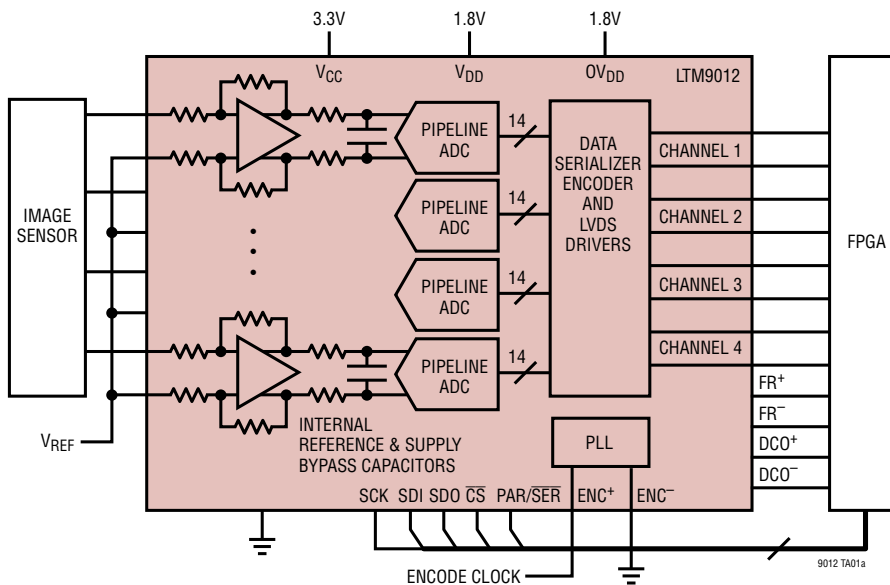 3.3V
1.8V
1.8V
VCC
VDD
OVDD
LTM9012
IMAGE
SENSOR
PIPELINE
ADC
14
PIPELINE
ADC
14
PIPELINE
ADC
14
PIPELINE
ADC
14
DATA
SERIALIZER
ENCODER
AND
LVDS
DRIVERS
CHANNEL 1
CHANNEL 2
CHANNEL 3
CHANNEL 4
FPGA
FR+
FR−
DCO+
DCO−
VREF
INTERNAL
REFERENCE & SUPPLY
BYPASS CAPACITORS
PLL
SCK SDI SDO C̅S̅ PAR/S̅E̅R̅ ENC+ ENC−
ENCODE CLOCK
9012 TA01a